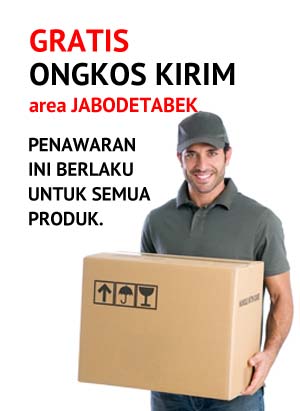 GRATIS
ONGKOS KIRIM
area JABODETABEK
PENAWARAN
INI BERLAKU
UNTUK SEMUA
PRODUK.